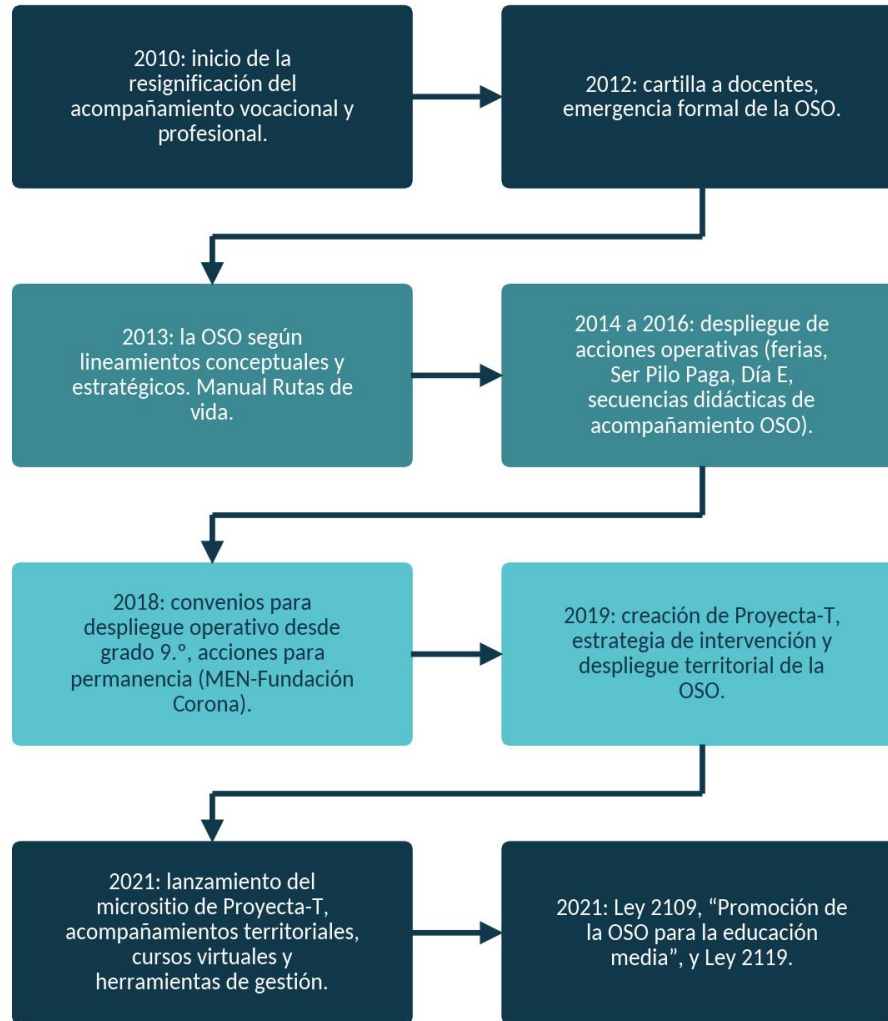 2010: inicio de la
resignificación del
acompañamiento vocacional y
profesional.
2012: cartilla a docentes,
emergencia formal de la OSO.
2013: la OSO según
lineamientos conceptuales y
estratégicos. Manual Rutas de
vida.
2014 a 2016: despliegue de
acciones operativas (ferias,
Ser Pilo Paga, Día E,
secuencias didácticas de
acompañamiento OSO).
2018: convenios para
despliegue operativo desde
grado 9.º, acciones para
permanencia (MEN-Fundación
Corona).
2019: creación de Proyecta-T,
estrategia de intervención y
despliegue territorial de la
OSO.
2021: lanzamiento del
micrositio de Proyecta-T,
acompañamientos territoriales,
cursos virtuales y
herramientas de gestión.
2021: Ley 2109, “Promoción de
la OSO para la educación
media”, y Ley 2119.